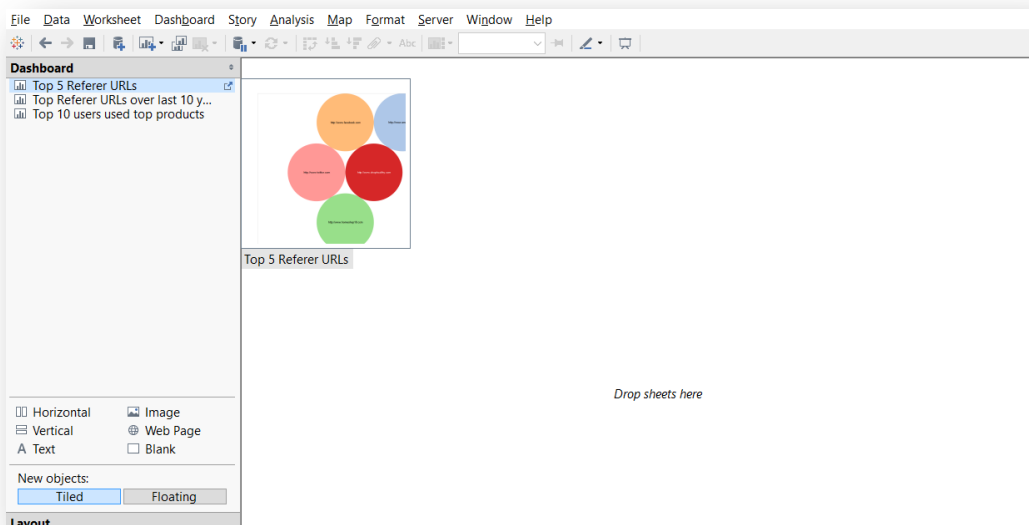 File Data Worksheet Dashboard Story Analysis Map Format Server Window Help
Abc
Dashboard
Top 5 Referer URLs
Top Referer URLs over last 10 y...
Top 10 users used top products
Top 5 Referer URLs
Drop sheets here
Horizontal Image
Vertical Web Page
A Text Blank
New objects:
Tiled Floating
Layout